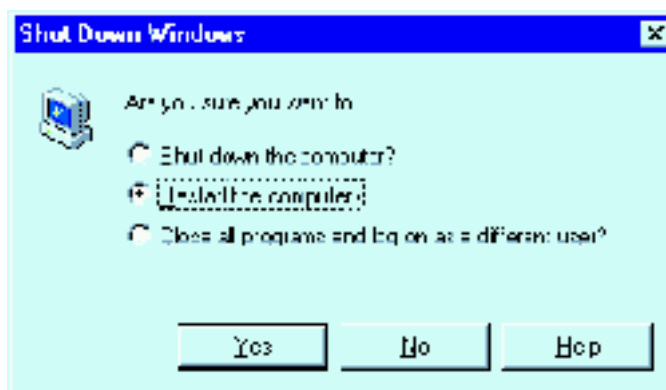 Shut Down Windows
Are you sure you want to
Shut down the computer?
Restart the computer?
Close all programs and log on as a different user?
Yes
No
Help